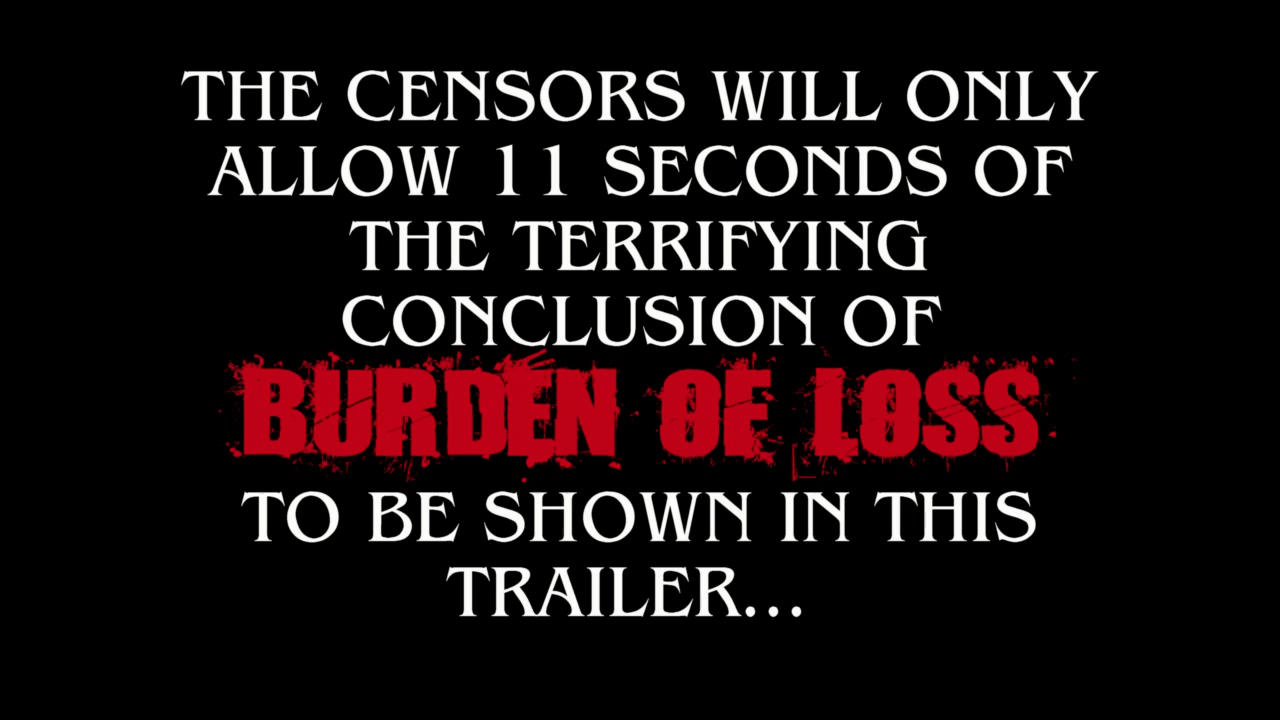 THE CENSORS WILL ONLY
ALLOW 11 SECONDS OF
THE TERRIFYING
CONCLUSION OF
BURDEN OF LOSS
TO BE SHOWN IN THIS
TRAILER...